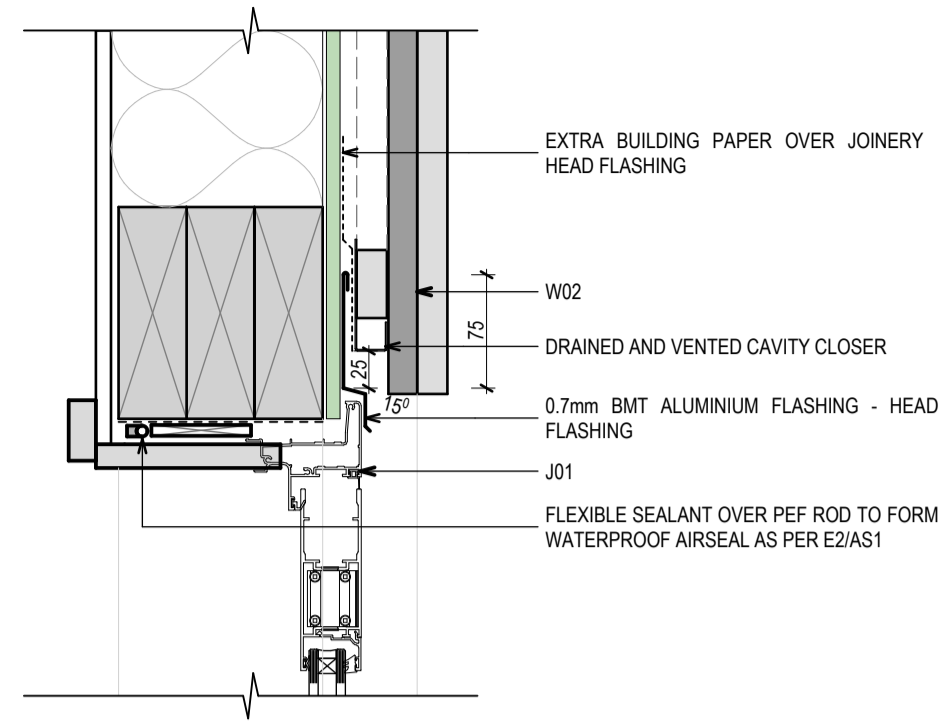 EXTRA BUILDING PAPER OVER JOINERY
HEAD FLASHING
W02
75
DRAINED AND VENTED CAVITY CLOSER
25
15⁰
0.7mm BMT ALUMINIUM FLASHING - HEAD
FLASHING
J01
FLEXIBLE SEALANT OVER PEF ROD TO FORM
WATERPROOF AIRSEAL AS PER E2/AS1